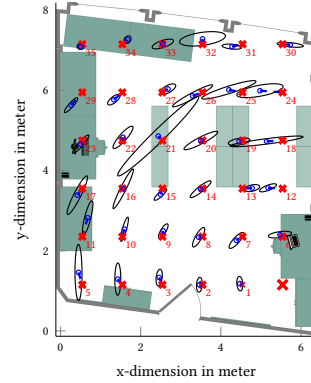 8
35 34 33 32 31 30
6
29 28 27 26 25 24
23 22 21 20 19 18
4
17 16 15 14 13 12
11 10 9 8 7 6
2
5 4 3 2 1
0
0 2 4 6
x-dimension in meter
y-dimension in meter